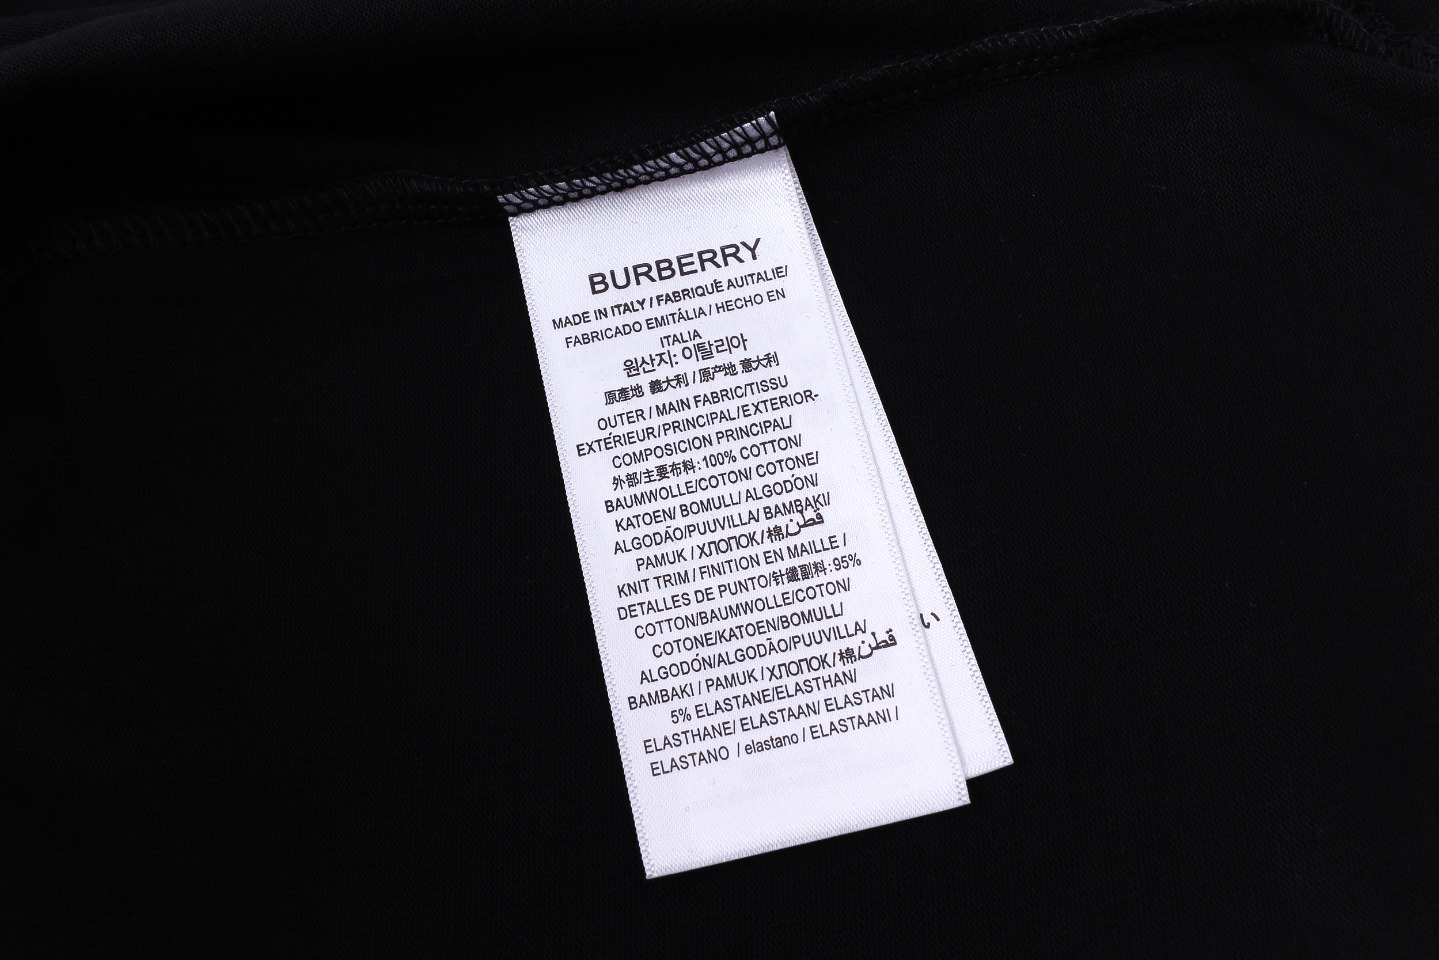 BURBERRY
MADE IN ITALY / FABRIQUÉ AUITALIE/
FABRICADO EMITÁLIA / HECHO EN
ITALIA
원산지: 이탈리아
原產地 義大利 / 原产地 意大利
OUTER / MAIN FABRIC/TISSU
EXTÉRIEUR/PRINCIPAL/EXTERIOR-
COMPOSICION PRINCIPAL/
外部/主要布料:100% COTTON/
BAUMWOLLE/COTON/ COTONE/
KATOEN/ BOMULL/ ALGODÓN/
ALGODÃO/PUUVILLA/ BAMBAKI/
PAMUK / ХЛОПОК / 棉/قطن
KNIT TRIM / FINITION EN MAILLE /
DETALLES DE PUNTO/针織副料:95%
COTTON/BAUMWOLLE/COTON/
COTONE/KATOEN/BOMULL/
ALGODÓN/ALGODÃO/PUUVILLA/
BAMBAKI / PAMUK / ХЛОПОК / 棉/قطن
5% ELASTANE/ELASTHAN/
ELASTHANE/ ELASTAAN/ ELASTAN/
ELASTANO / elastano / ELASTAANI /
い